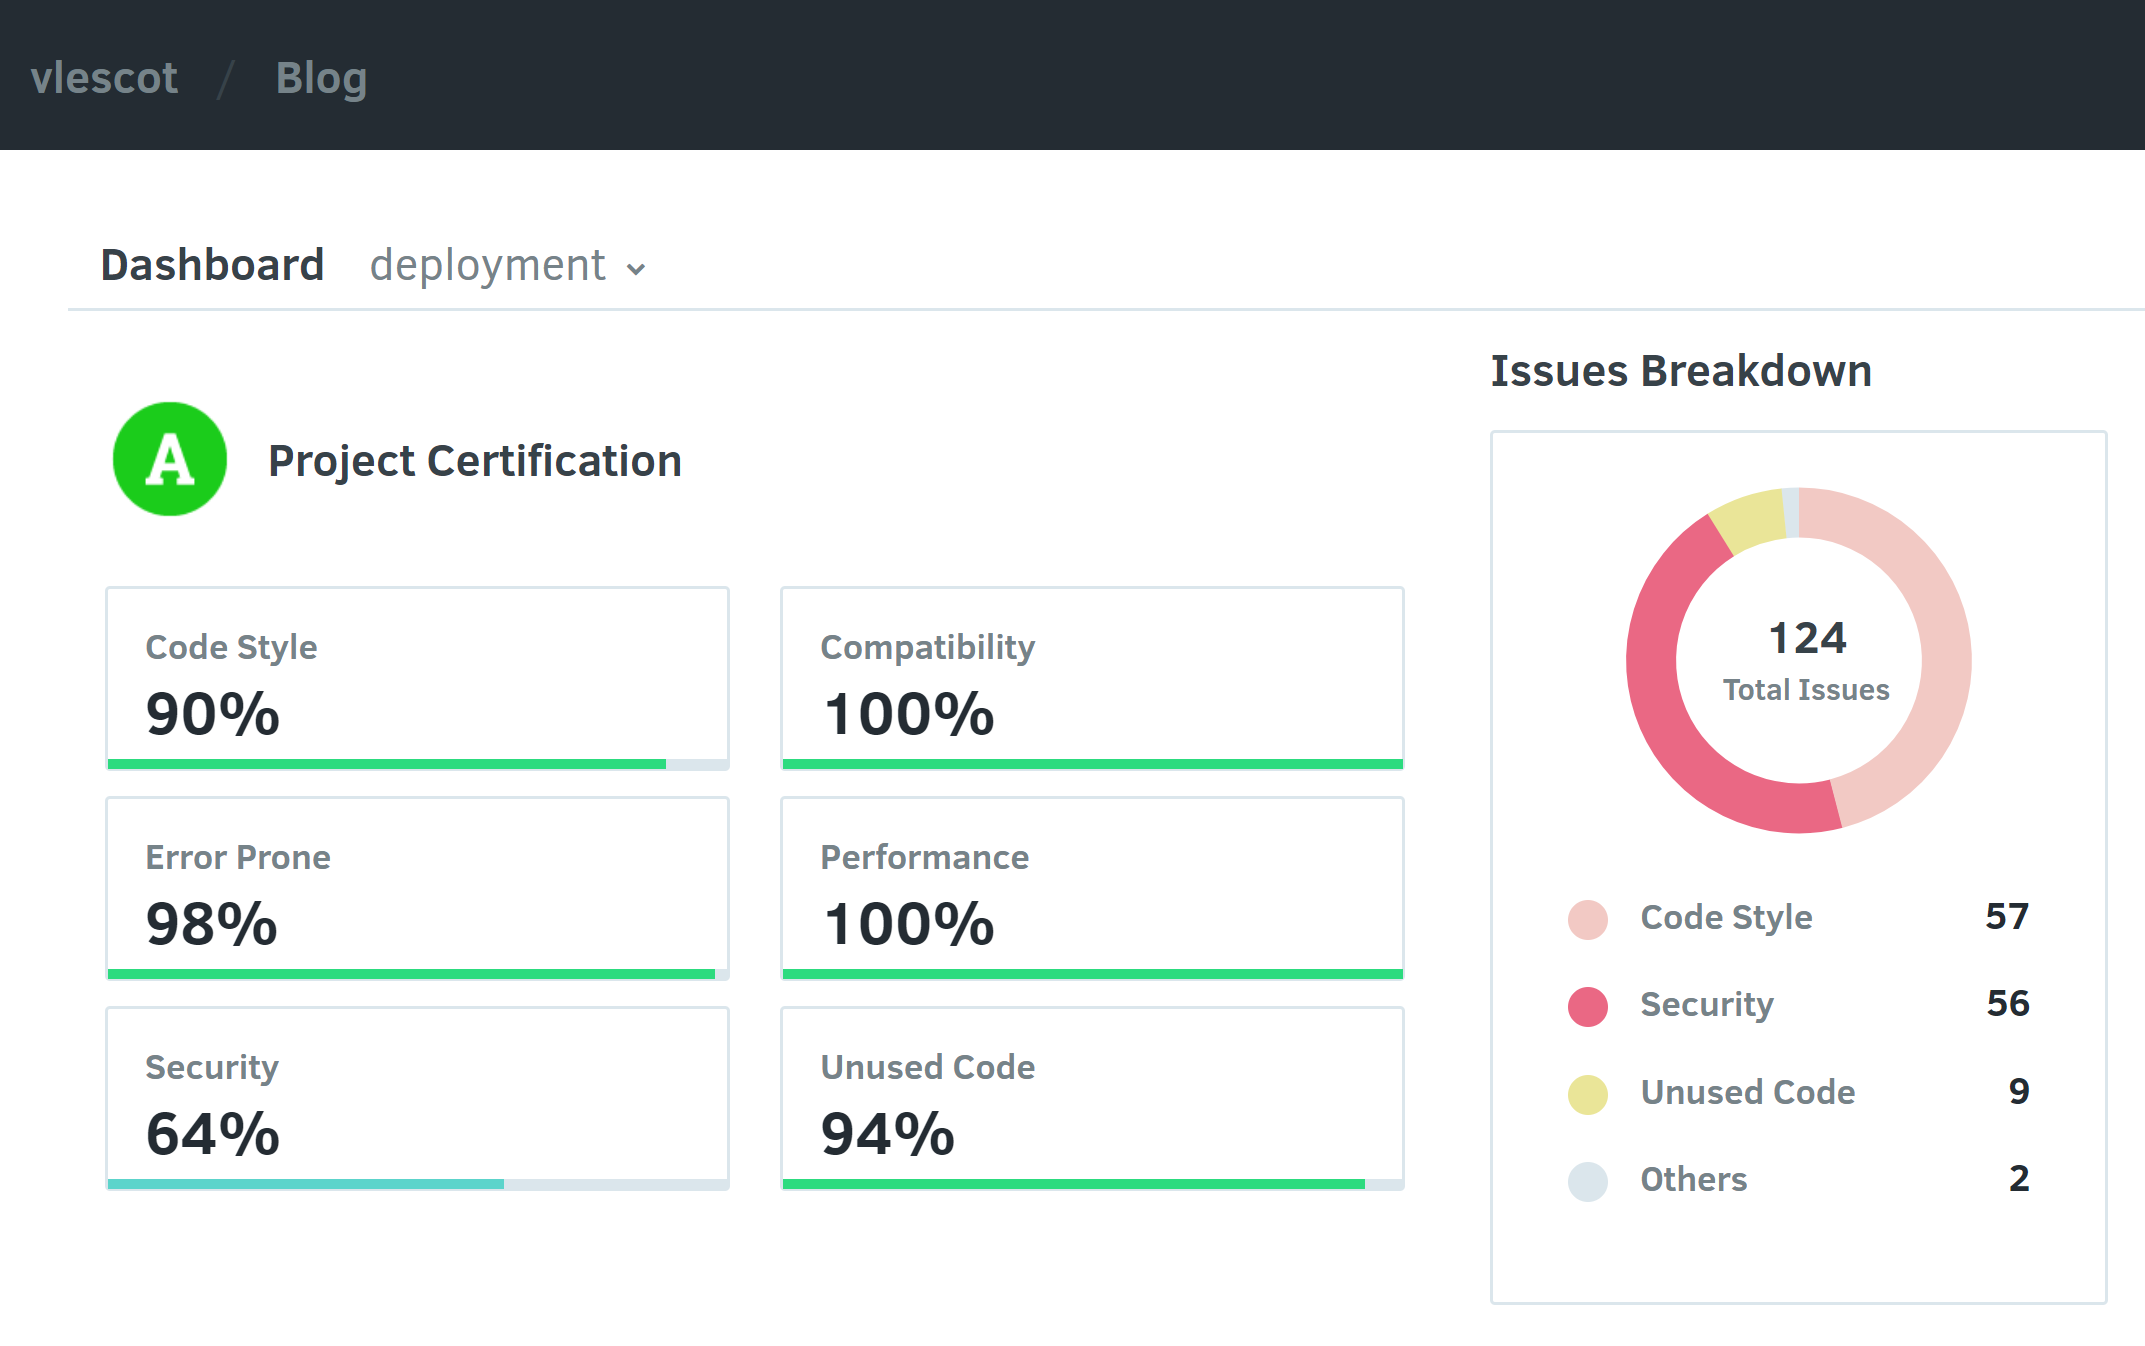 vlescot / Blog
Dashboard deployment
A Project Certification
Code Style
90%
Compatibility
100%
Error Prone
98%
Performance
100%
Security
64%
Unused Code
94%
Issues Breakdown
124
Total Issues
Code Style 57
Security 56
Unused Code 9
Others 2